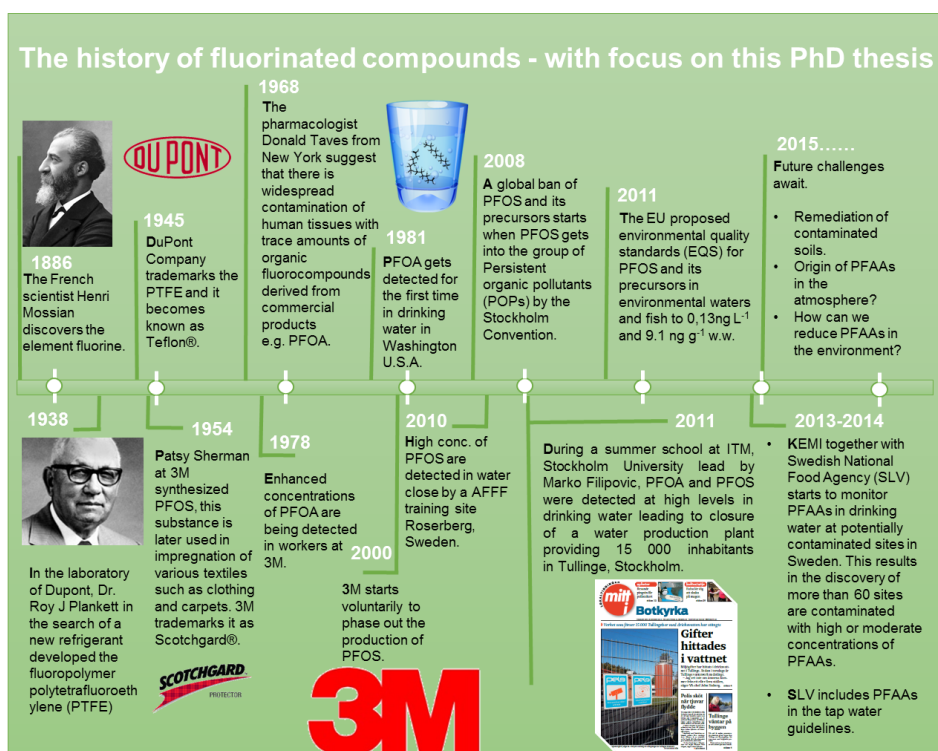 The history of fluorinated compounds - with focus on this PhD thesis
1886
The French
scientist Henri
Mossian
discovers the
element fluorine.
DU PONT
1945
DuPont
Company
trademarks the
PTFE and it
becomes
known as
Teflon®.
1968
The
pharmacologist
Donald Taves from
New York suggest
that there is
widespread
contamination of
human tissues with
trace amounts of
organic
fluorocompounds
derived from
commercial
products
e.g. PFOA.
1981
PFOA gets
detected for
the first time
in drinking
water in
Washington
U.S.A.
2008
A global ban of
PFOS and its
precursors starts
when PFOS gets
into the group of
Persistent
organic pollutants
(POPs) by the
Stockholm
Convention.
2011
The EU proposed
environmental quality
standards (EQS) for
PFOS and its
precursors in
environmental waters
and fish to 0,13ng L⁻¹
and 9.1 ng g⁻¹ w.w.
2015......
Future challenges
await.
• Remediation of
contaminated
soils.
• Origin of PFAAs
in the
atmosphere?
• How can we
reduce PFAAs in
the environment?
1938
In the laboratory
of Dupont, Dr.
Roy J Plankett in
the search of a
new refrigerant
developed the
fluoropolymer
polytetrafluoroeth
ylene (PTFE)
1954
Patsy Sherman
at 3M
synthesized
PFOS, this
substance is
later used in
impregnation of
various textiles
such as clothing
and carpets. 3M
trademarks it as
Scotchgard®.
SCOTCHGARD
PROTECTOR
1978
Enhanced
concentrations
of PFOA are
being detected
in workers at
3M.
2000
3M starts
voluntarily to
phase out the
production of
PFOS.
3M
2010
High conc. of
PFOS are
detected in water
close by a AFFF
training site
Roserberg,
Sweden.
2011
During a summer school at ITM,
Stockholm University lead by
Marko Filipovic, PFOA and PFOS
were detected at high levels in
drinking water leading to closure
of a water production plant
providing 15 000 inhabitants
in Tullinge, Stockholm.
mitt i
Botkyrka
Gifter
hittades
i vattnet
Polis sköt
när tjuvar
flydde
Tullinge
väntar på
byggen
2013-2014
• KEMI together with
Swedish National
Food Agency (SLV)
starts to monitor
PFAAs in drinking
water at potentially
contaminated sites in
Sweden. This results
in the discovery of
more than 60 sites
are contaminated
with high or moderate
concentrations of
PFAAs.
• SLV includes PFAAs
in the tap water
guidelines.